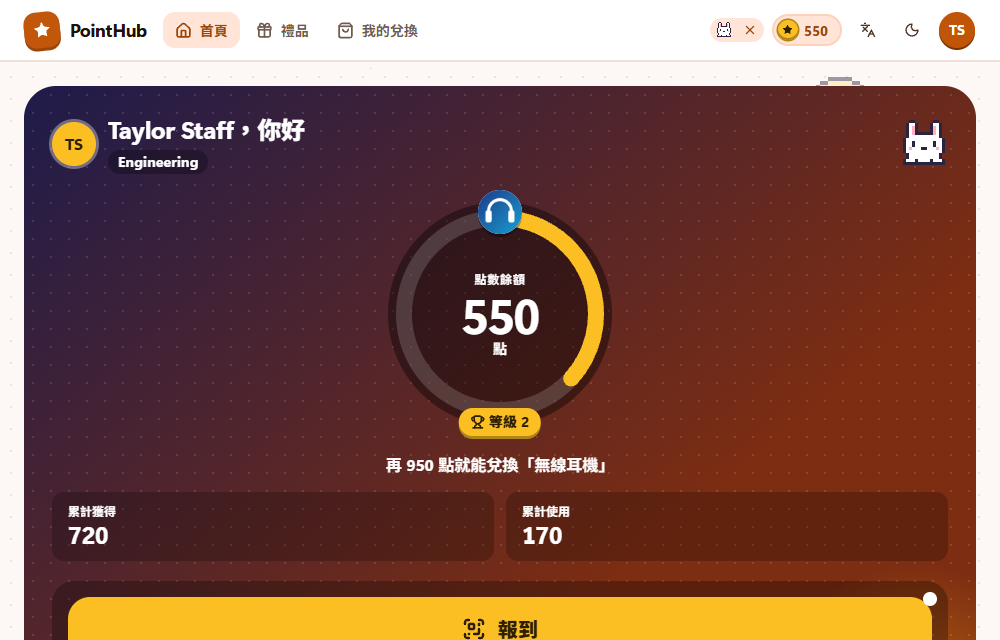 PointHub
首頁
禮品
我的兌換
550
TS
TS
Taylor Staff，你好
Engineering
點數餘額
550
點
等級 2
再 950 點就能兌換「無線耳機」
累計獲得
720
累計使用
170
報到